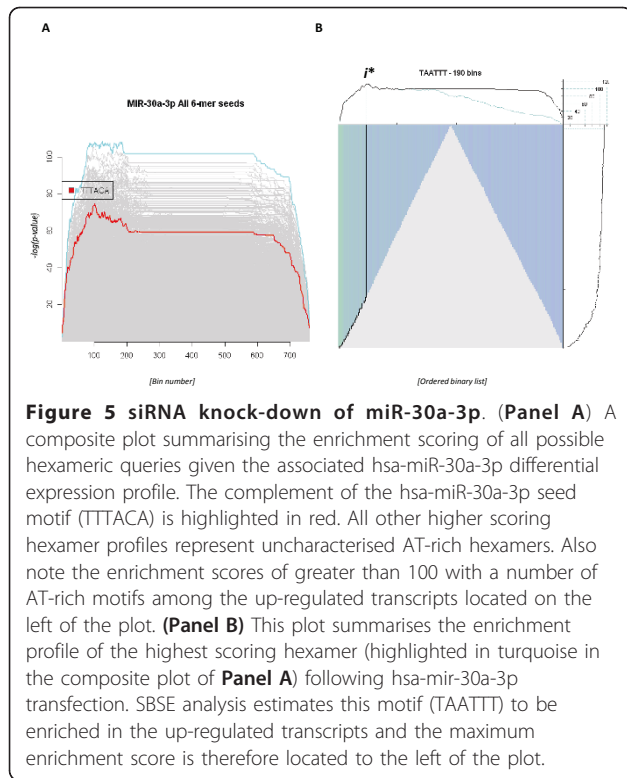 A
B
i*
TAATTT - 190 bins
MIR-30a-3p All 6-mer seeds
TTTACA
-log(p-value)
100
80
60
40
20
100 200 300 400 500 600 700
[Bin number]
[Ordered binary list]
Figure 5 siRNA knock-down of miR-30a-3p. (Panel A) A
composite plot summarising the enrichment scoring of all possible
hexameric queries given the associated hsa-miR-30a-3p differential
expression profile. The complement of the hsa-miR-30a-3p seed
motif (TTTACA) is highlighted in red. All other higher scoring
hexamer profiles represent uncharacterised AT-rich hexamers. Also
note the enrichment scores of greater than 100 with a number of
AT-rich motifs among the up-regulated transcripts located on the
left of the plot. (Panel B) This plot summarises the enrichment
profile of the highest scoring hexamer (highlighted in turquoise in
the composite plot of Panel A) following hsa-mir-30a-3p
transfection. SBSE analysis estimates this motif (TAATTT) to be
enriched in the up-regulated transcripts and the maximum
enrichment score is therefore located to the left of the plot.